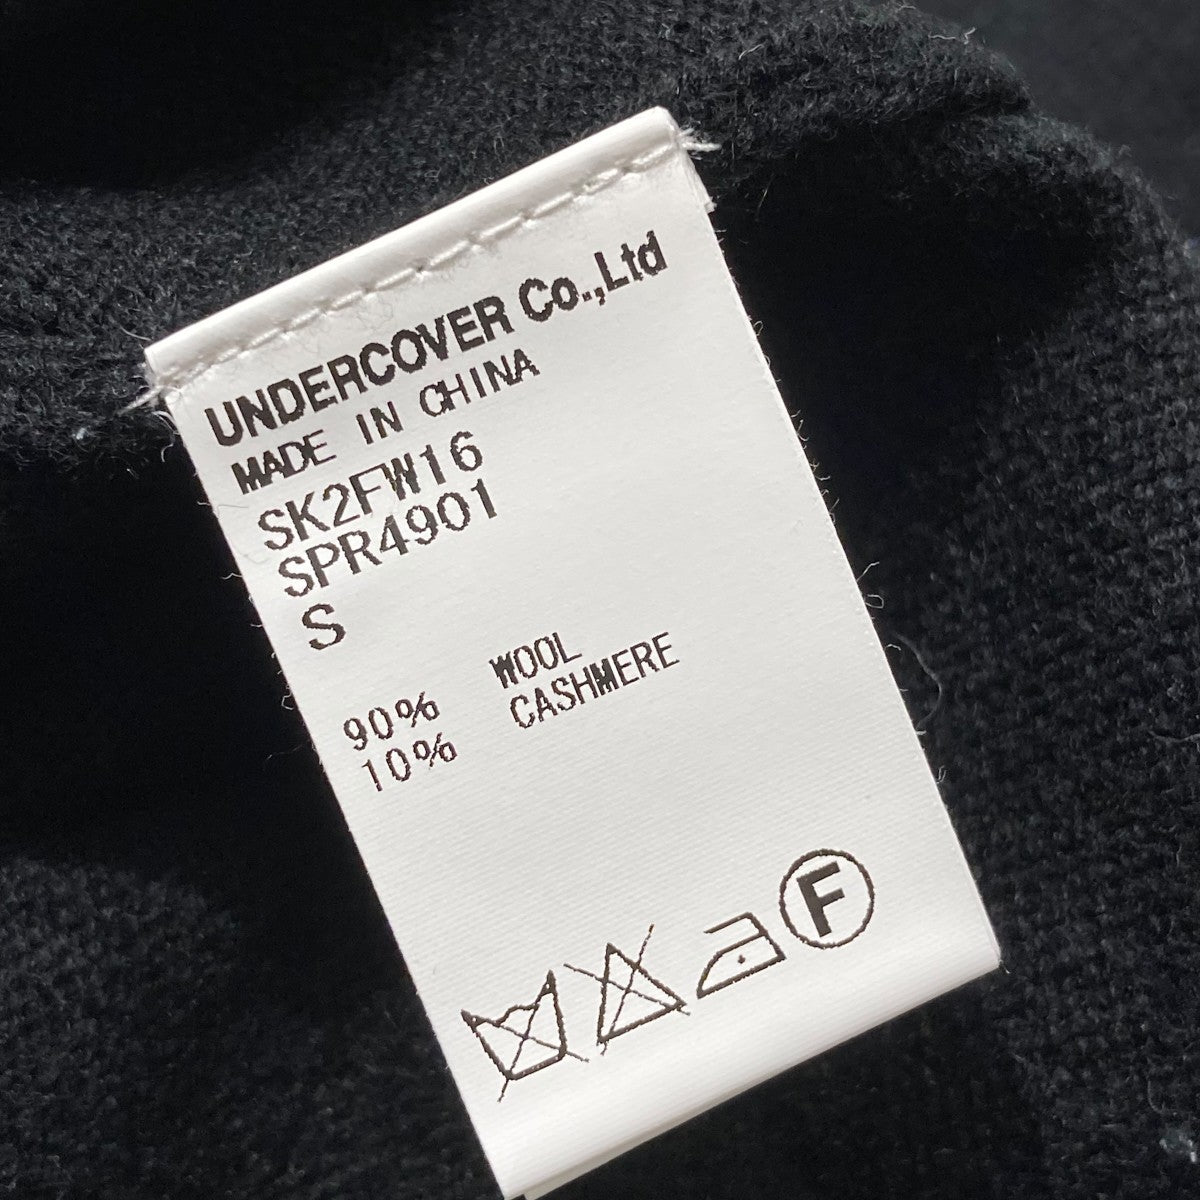 UNDERCOVER Co.,Ltd
MADE IN CHINA
SK2FW16
SPR4901
S
90% WOOL
10% CASHMERE
F